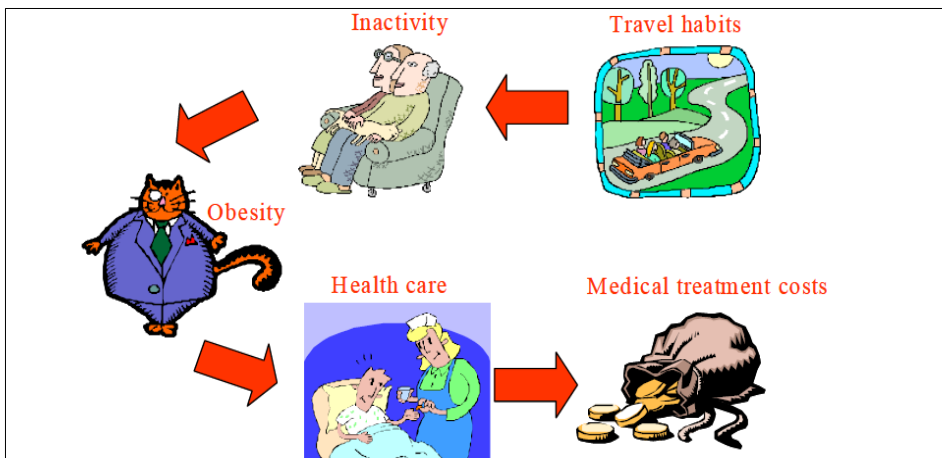 Inactivity
Travel habits
Obesity
Health care
Medical treatment costs